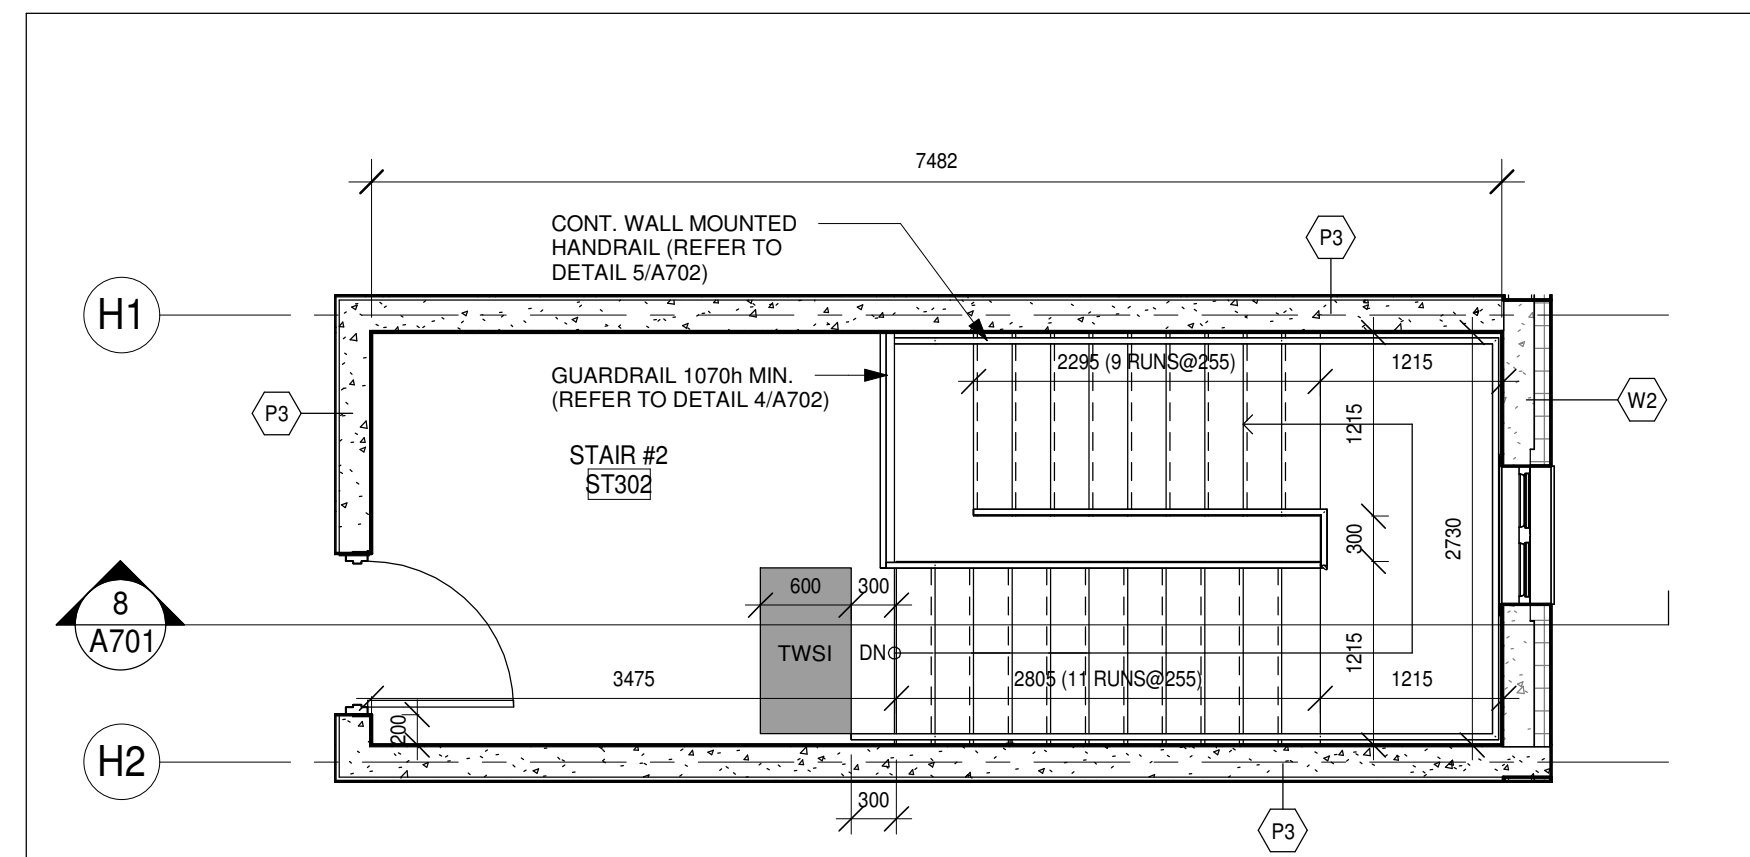 7482
CONT. WALL MOUNTED
HANDRAIL (REFER TO
DETAIL 5/A702)
P3
H1
2295 (9 RUNS@255)
1215
GUARDRAIL 1070h MIN.
(REFER TO DETAIL 4/A702)
P3
W2
1215
STAIR #2
ST302
300
2730
8
A701
600
300
TWSI
DN
1215
3475
2805 (11 RUNS@255)
1215
200
H2
300
P3